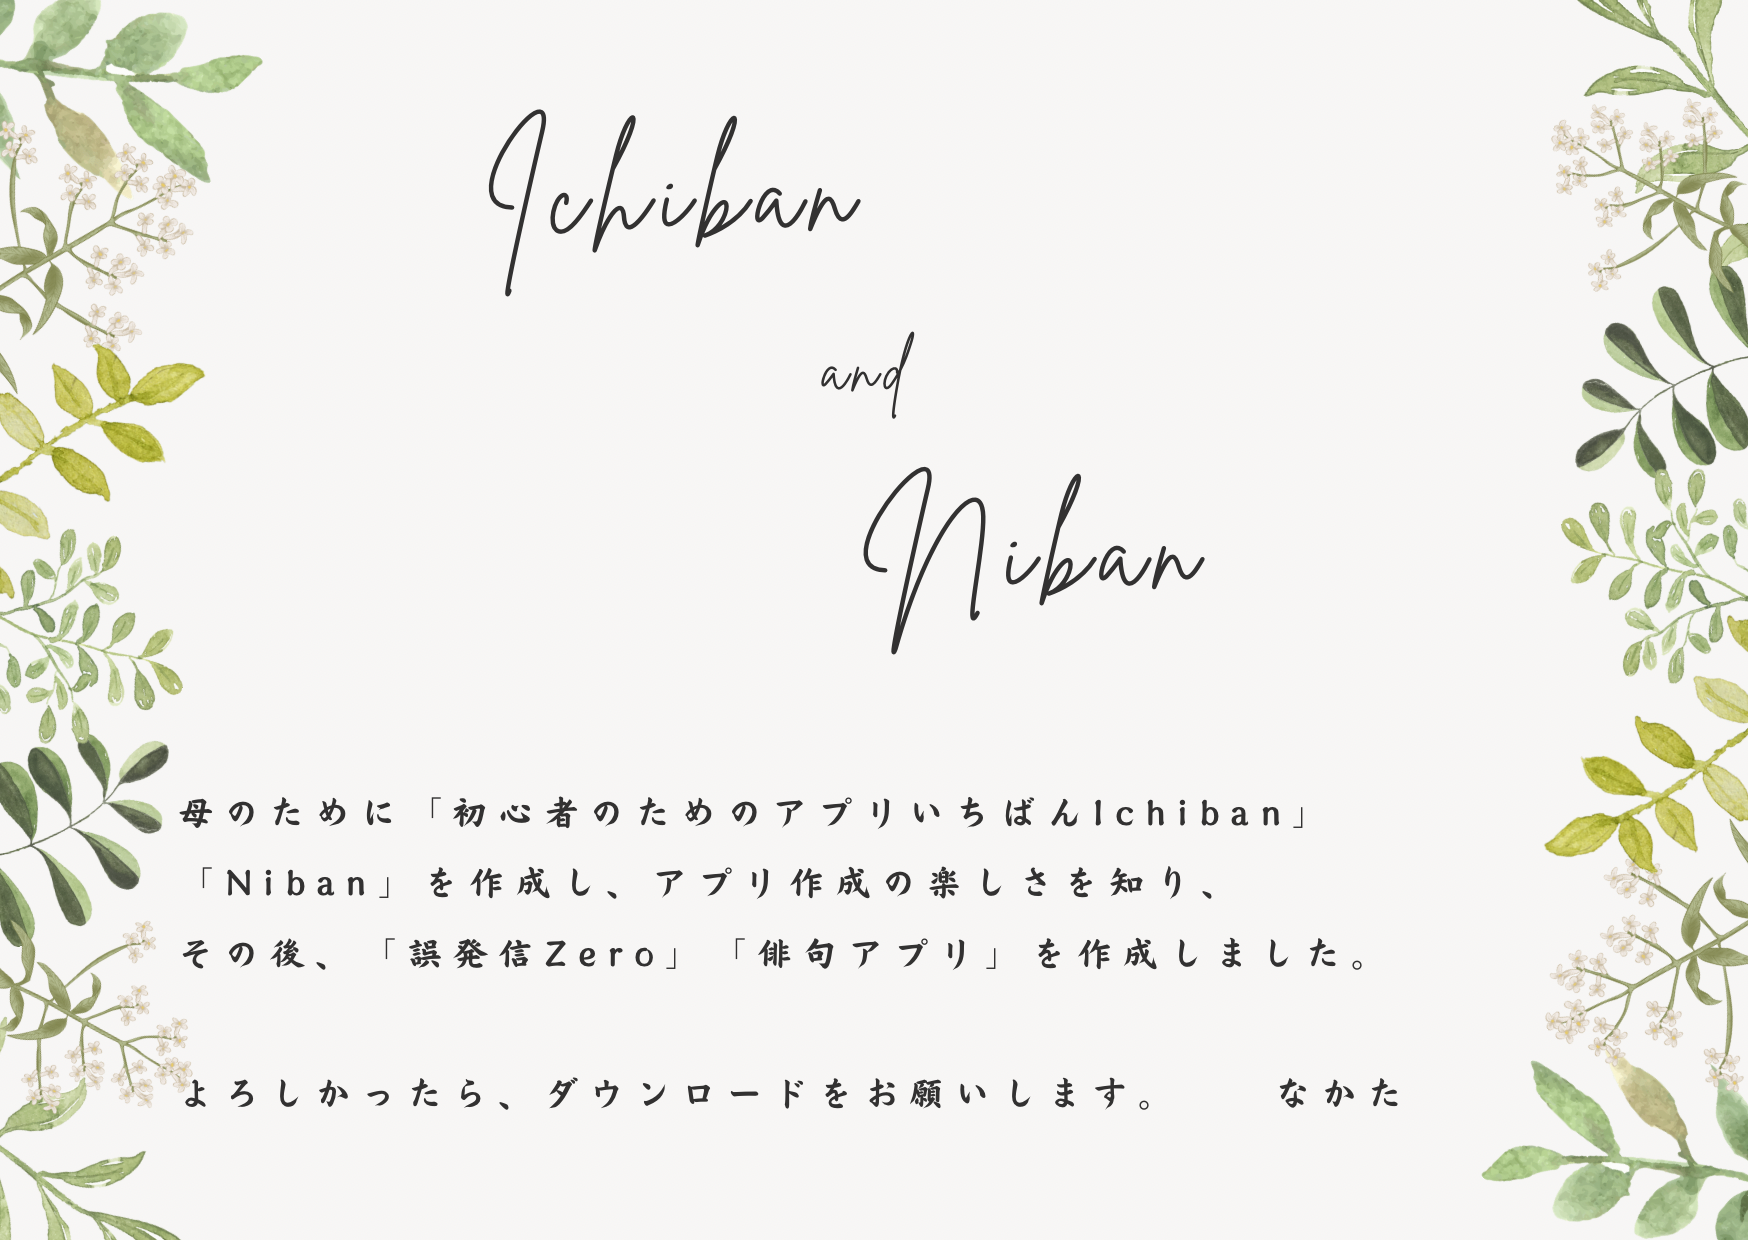 Ichiban
and
Niban
母のために「初心者のためのアプリいちばんIchiban」
「Niban」を作成し、アプリ作成の楽しさを知り、
その後、「誤発信Zero」「俳句アプリ」を作成しました。
よろしかったら、ダウンロードをお願いします。　　なかた